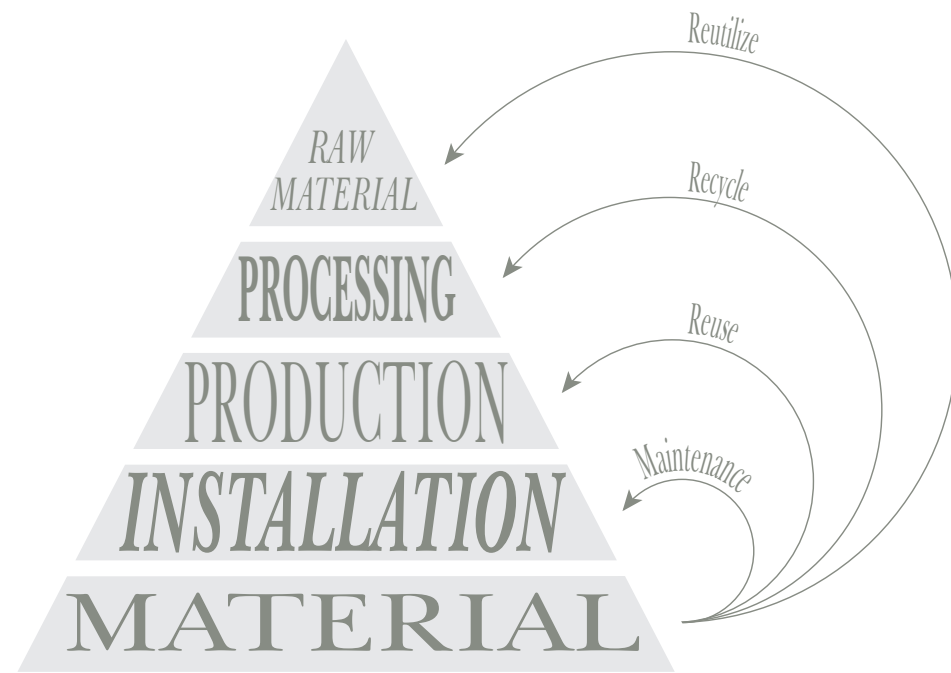 Reutilize
RAW
MATERIAL
Recycle
PROCESSING
Reuse
PRODUCTION
Maintenance
INSTALLATION
MATERIAL